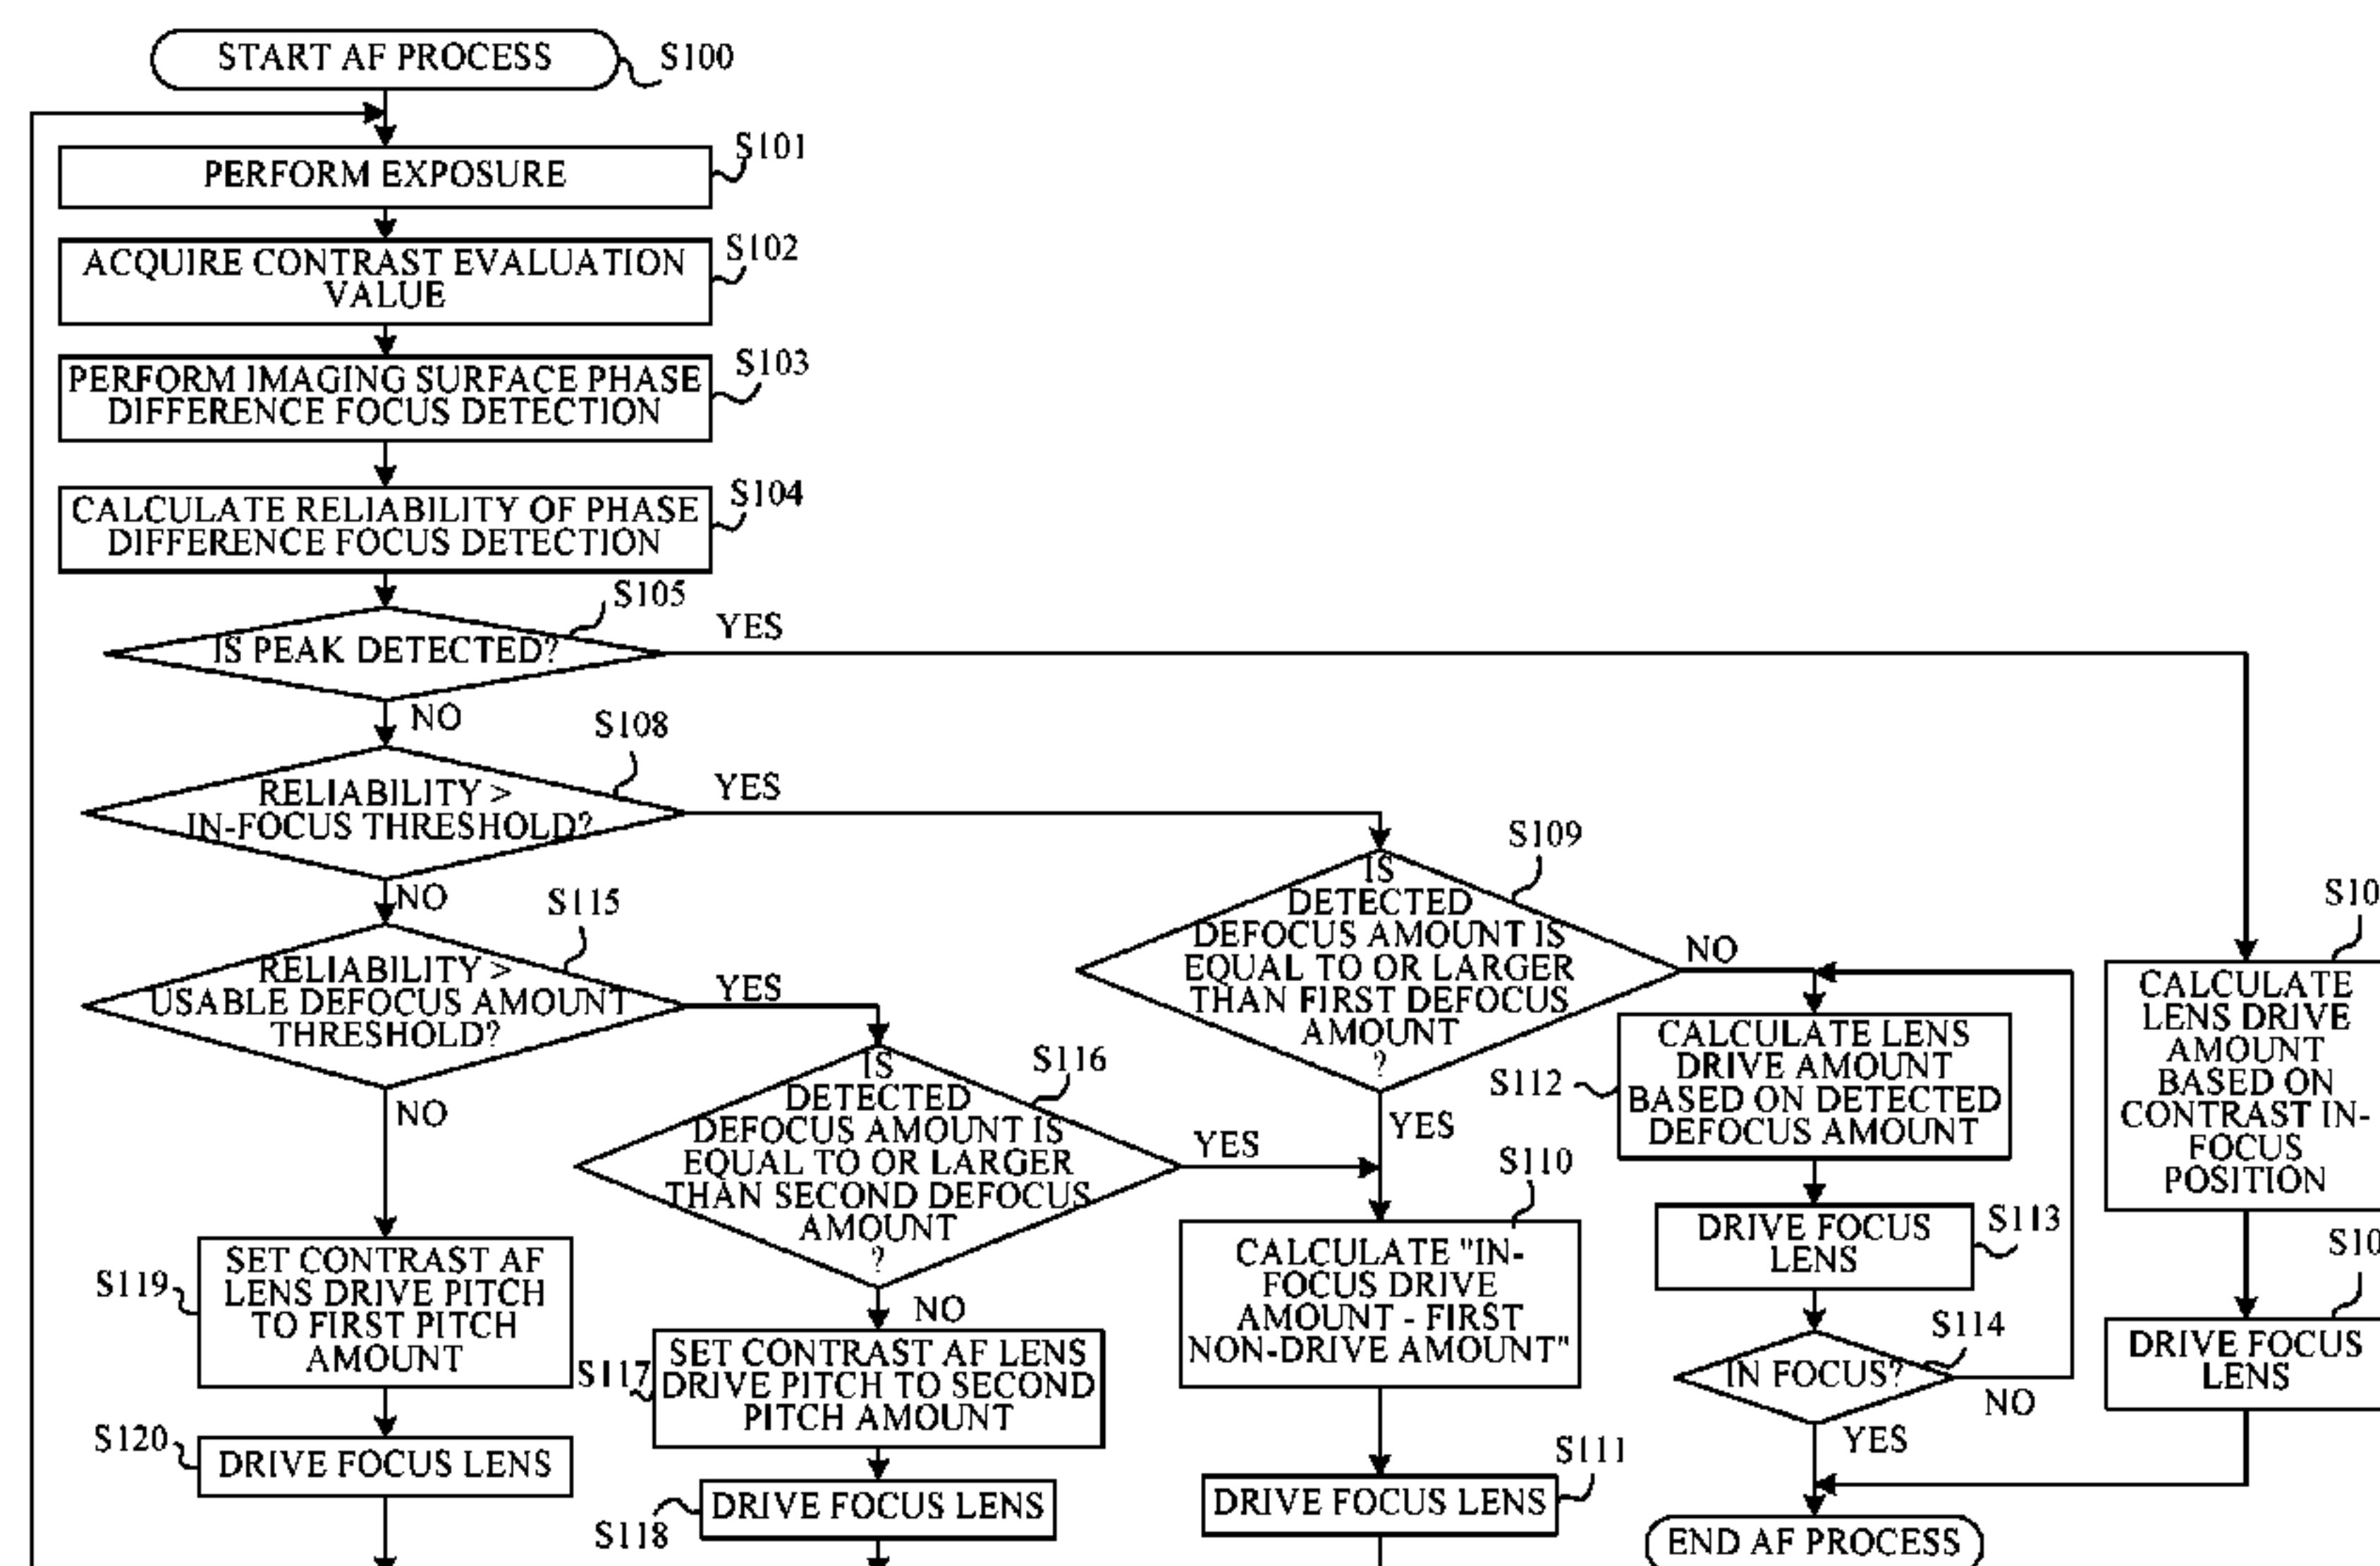 START AF PROCESS
S100
S101
PERFORM EXPOSURE
S102
ACQUIRE CONTRAST EVALUATION
VALUE
S103
PERFORM IMAGING SURFACE PHASE
DIFFERENCE FOCUS DETECTION
S104
CALCULATE RELIABILITY OF PHASE
DIFFERENCE FOCUS DETECTION
S105
IS PEAK DETECTED?
YES
NO
S108
RELIABILITY >
IN-FOCUS THRESHOLD?
YES
NO
S115
RELIABILITY >
USABLE DEFOCUS AMOUNT
THRESHOLD?
YES
NO
S116
IS
DETECTED
DEFOCUS AMOUNT IS
EQUAL TO OR LARGER
THAN SECOND DEFOCUS
AMOUNT
?
YES
NO
S109
IS
DETECTED
DEFOCUS AMOUNT IS
EQUAL TO OR LARGER
THAN FIRST DEFOCUS
AMOUNT
?
NO
YES
S112
CALCULATE LENS
DRIVE AMOUNT
BASED ON DETECTED
DEFOCUS AMOUNT
S10
CALCULATE
LENS DRIVE
AMOUNT
BASED ON
CONTRAST IN-
FOCUS
POSITION
S110
CALCULATE "IN-
FOCUS DRIVE
AMOUNT - FIRST
NON-DRIVE AMOUNT"
S113
DRIVE FOCUS
LENS
S10
DRIVE FOCUS
LENS
S114
IN FOCUS?
NO
YES
S119
SET CONTRAST AF
LENS DRIVE PITCH
TO FIRST PITCH
AMOUNT
S117
SET CONTRAST AF LENS
DRIVE PITCH TO SECOND
PITCH AMOUNT
S120
DRIVE FOCUS LENS
S118
DRIVE FOCUS LENS
S111
DRIVE FOCUS LENS
END AF PROCESS